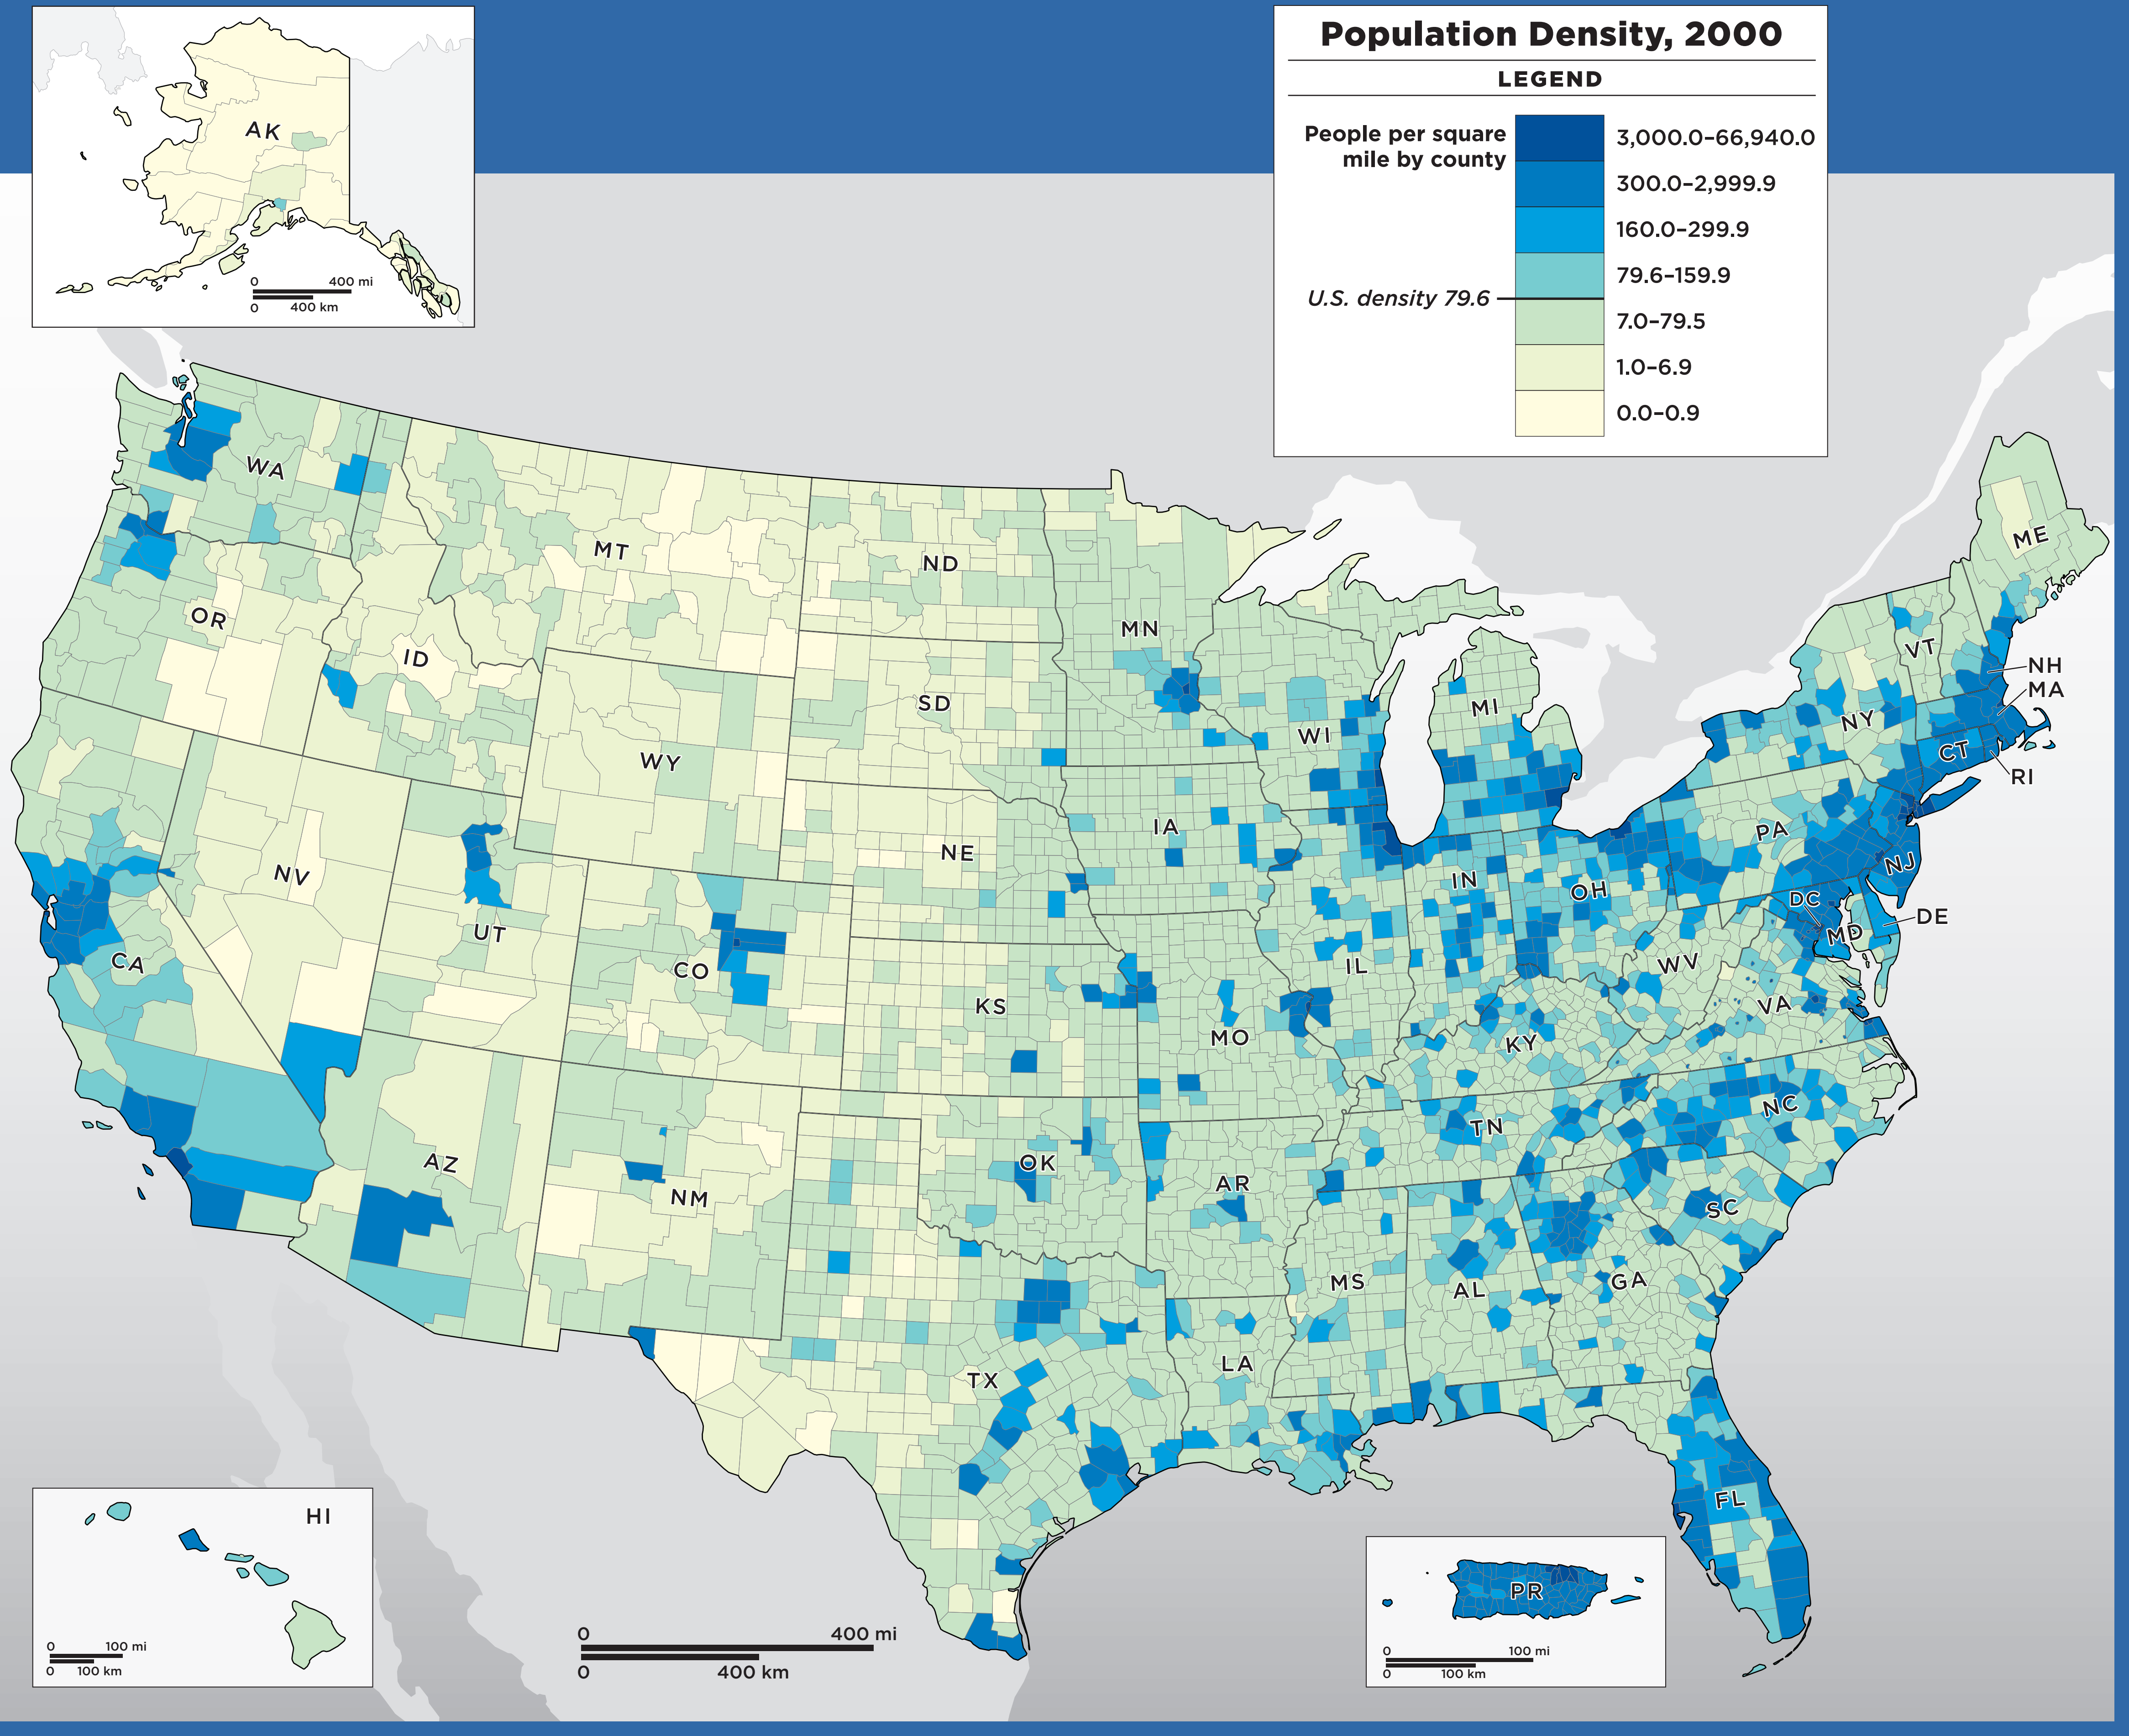 Population Density, 2000
LEGEND
People per square
mile by county
3,000.0–66,940.0
300.0–2,999.9
160.0–299.9
79.6–159.9
U.S. density 79.6
7.0–79.5
1.0–6.9
0.0–0.9
AK
0 400 mi
0 400 km
WA
MT
ND
MN
ME
OR
ID
SD
WI
MI
VT
NH
MA
NY
WY
CT
RI
IA
NE
PA
NV
IN
OH
NJ
UT
DC
DE
CA
CO
IL
WV
MD
KS
MO
VA
KY
AZ
NM
OK
TN
NC
AR
SC
MS
AL
GA
TX
LA
FL
HI
0 100 mi
0 100 km
0 400 mi
0 400 km
PR
0 100 mi
0 100 km